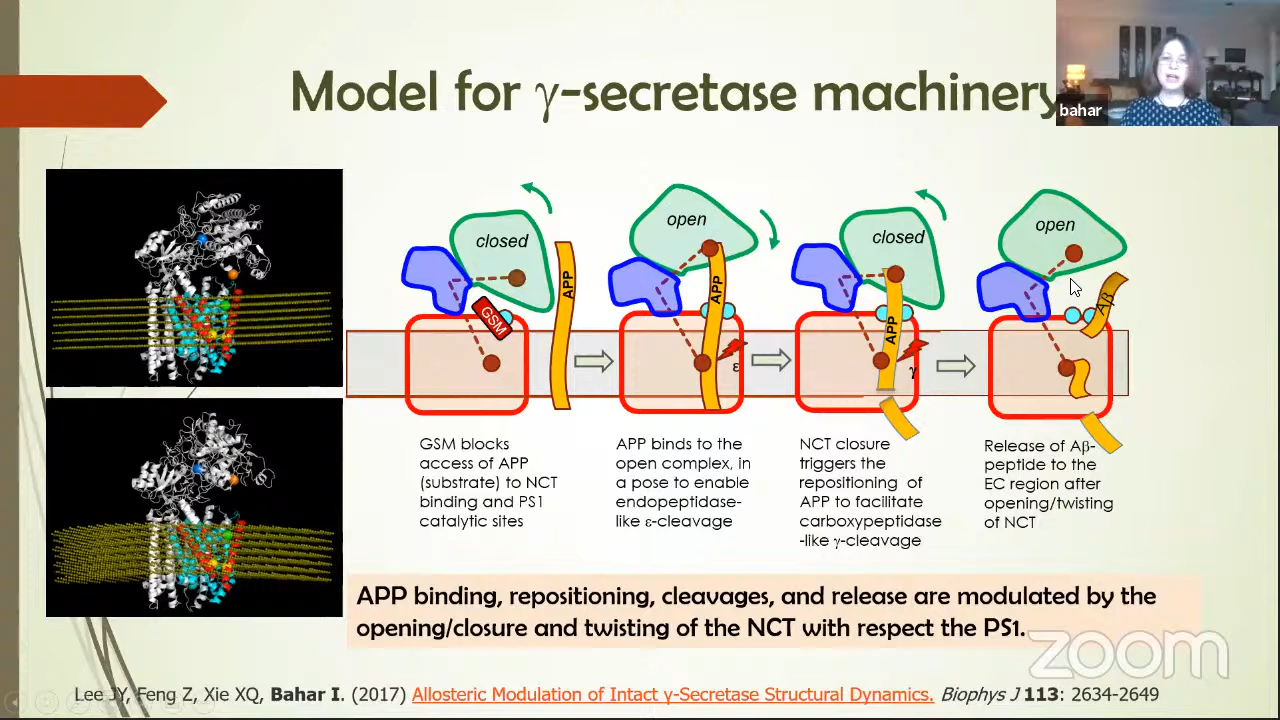 Model for γ-secretase machinery
bahar
closed
APP
GSM
open
APP
ε
closed
APP
γ
open
Aβ
GSM blocks
access of APP
(substrate) to NCT
binding and PS1
catalytic sites
APP binds to the
open complex, in
a pose to enable
endopeptidase-
like ε-cleavage
NCT closure
triggers the
repositioning of
APP to facilitate
carboxypeptidase
-like γ-cleavage
Release of Aβ-
peptide to the
EC region after
opening/twisting
of NCT
APP binding, repositioning, cleavages, and release are modulated by the
opening/closure and twisting of the NCT with respect the PS1.
zoom
Lee JY, Feng Z, Xie XQ, Bahar I. (2017) Allosteric Modulation of Intact γ-Secretase Structural Dynamics. Biophys J 113: 2634-2649